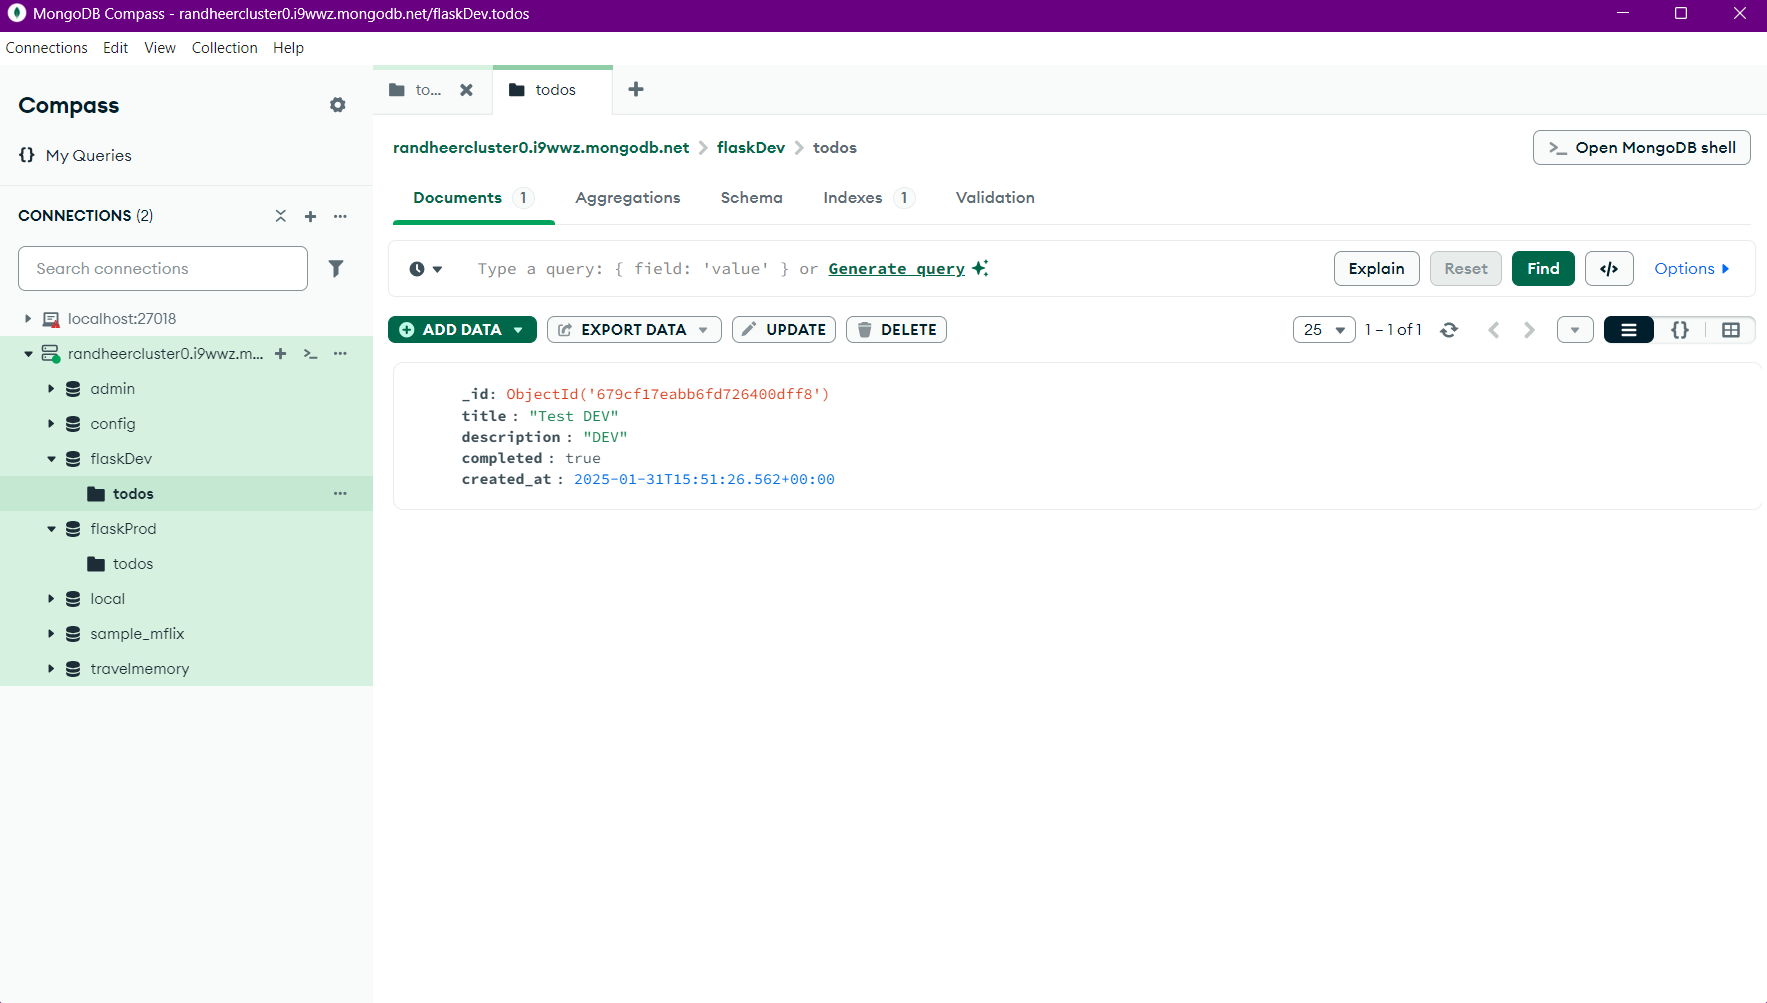 MongoDB Compass - randheercluster0.i9wwz.mongodb.net/flaskDev.todos
Connections Edit View Collection Help
Compass
{} My Queries
CONNECTIONS (2)
Search connections
localhost:27018
randheercluster0.i9wwz.m...
admin
config
flaskDev
todos
flaskProd
todos
local
sample_mflix
travelmemory
to... todos
randheercluster0.i9wwz.mongodb.net > flaskDev > todos
>_ Open MongoDB shell
Documents 1 Aggregations Schema Indexes 1 Validation
Type a query: { field: 'value' } or Generate query
Explain Reset Find </> Options
ADD DATA EXPORT DATA UPDATE DELETE
25 1 – 1 of 1 {}
_id: ObjectId('679cf17eabb6fd726400dff8')
title : "Test DEV"
description : "DEV"
completed : true
created_at : 2025-01-31T15:51:26.562+00:00